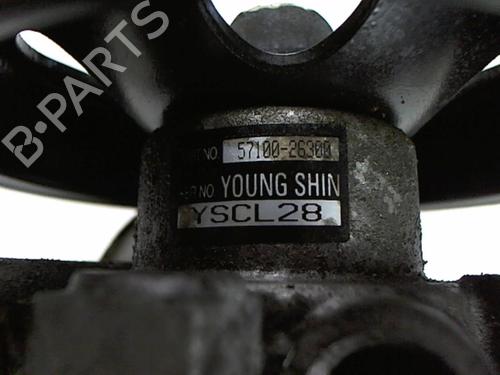 B-PARTS
NO 57100-26300
NO YOUNG SHIN
YSCL28